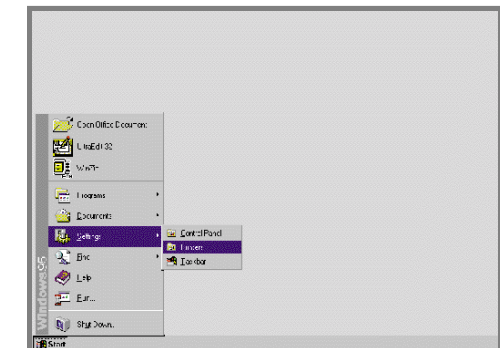 Open Office Document
UltraEdit 32
WinZip
Programs
Documents
Settings
Find
Help
Run...
Shut Down...
Control Panel
Printers
Taskbar
Windows95
Start